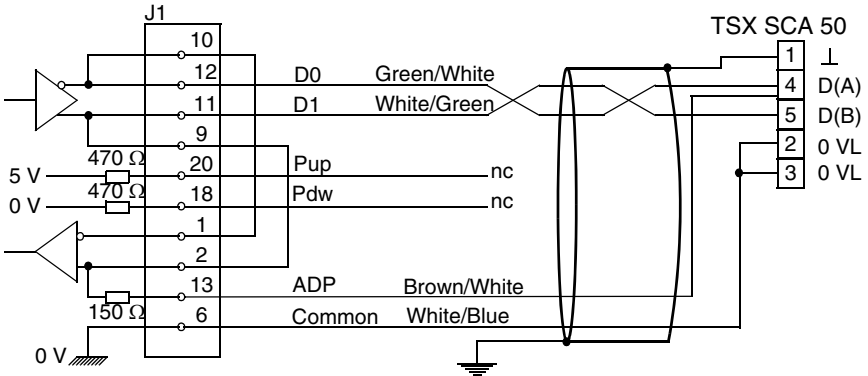 J1
TSX SCA 50
10
12 D0 Green/White
11 D1 White/Green
9
470 Ω 20 Pup nc
5 V
470 Ω 18 Pdw nc
0 V
1
2
13 ADP Brown/White
150 Ω 6 Common White/Blue
0 V
1 ⊥
4 D(A)
5 D(B)
2 0 VL
3 0 VL